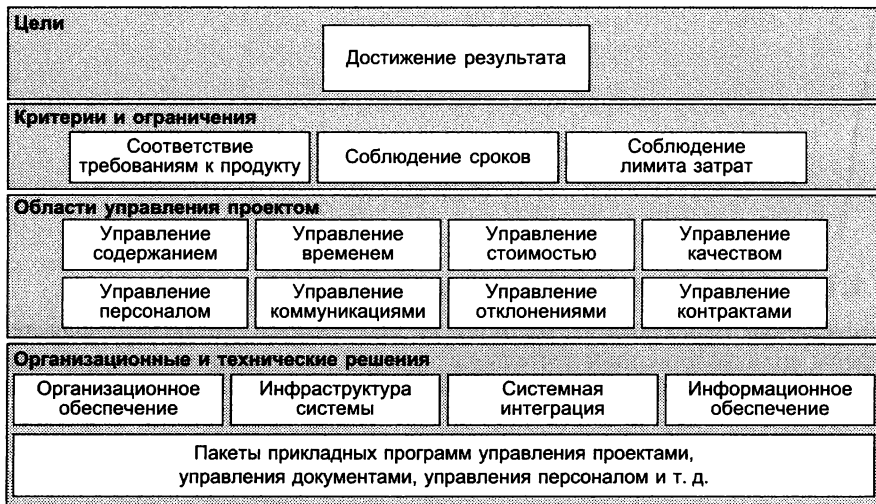 Цели
Достижение результата
Критерии и ограничения
Соответствие
требованиям к продукту
Соблюдение сроков
Соблюдение
лимита затрат
Области управления проектом
Управление
содержанием
Управление
временем
Управление
стоимостью
Управление
качеством
Управление
персоналом
Управление
коммуникациями
Управление
отклонениями
Управление
контрактами
Организационные и технические решения
Организационное
обеспечение
Инфраструктура
системы
Системная
интеграция
Информационное
обеспечение
Пакеты прикладных программ управления проектами,
управления документами, управления персоналом и т. д.